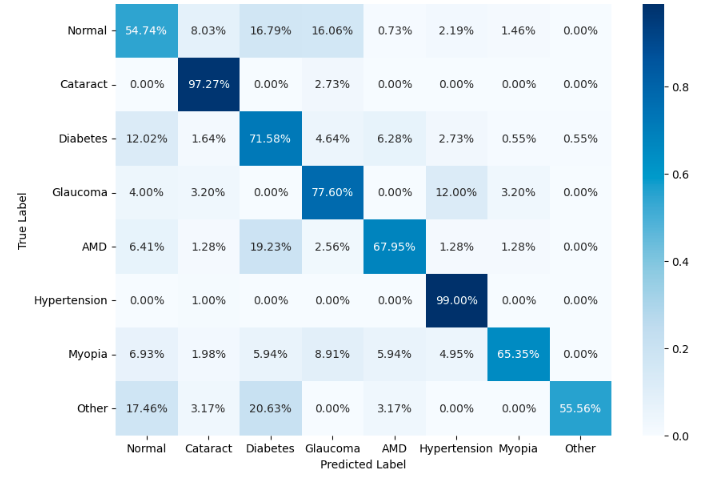 Normal 54.74% 8.03% 16.79% 16.06% 0.73% 2.19% 1.46% 0.00%
Cataract 0.00% 97.27% 0.00% 2.73% 0.00% 0.00% 0.00% 0.00%
0.8
Diabetes 12.02% 1.64% 71.58% 4.64% 6.28% 2.73% 0.55% 0.55%
0.6
Glaucoma 4.00% 3.20% 0.00% 77.60% 0.00% 12.00% 3.20% 0.00%
True Label
AMD 6.41% 1.28% 19.23% 2.56% 67.95% 1.28% 1.28% 0.00%
0.4
Hypertension 0.00% 1.00% 0.00% 0.00% 0.00% 99.00% 0.00% 0.00%
0.2
Myopia 6.93% 1.98% 5.94% 8.91% 5.94% 4.95% 65.35% 0.00%
Other 17.46% 3.17% 20.63% 0.00% 3.17% 0.00% 0.00% 55.56%
0.0
Normal Cataract Diabetes Glaucoma AMD Hypertension Myopia Other
Predicted Label